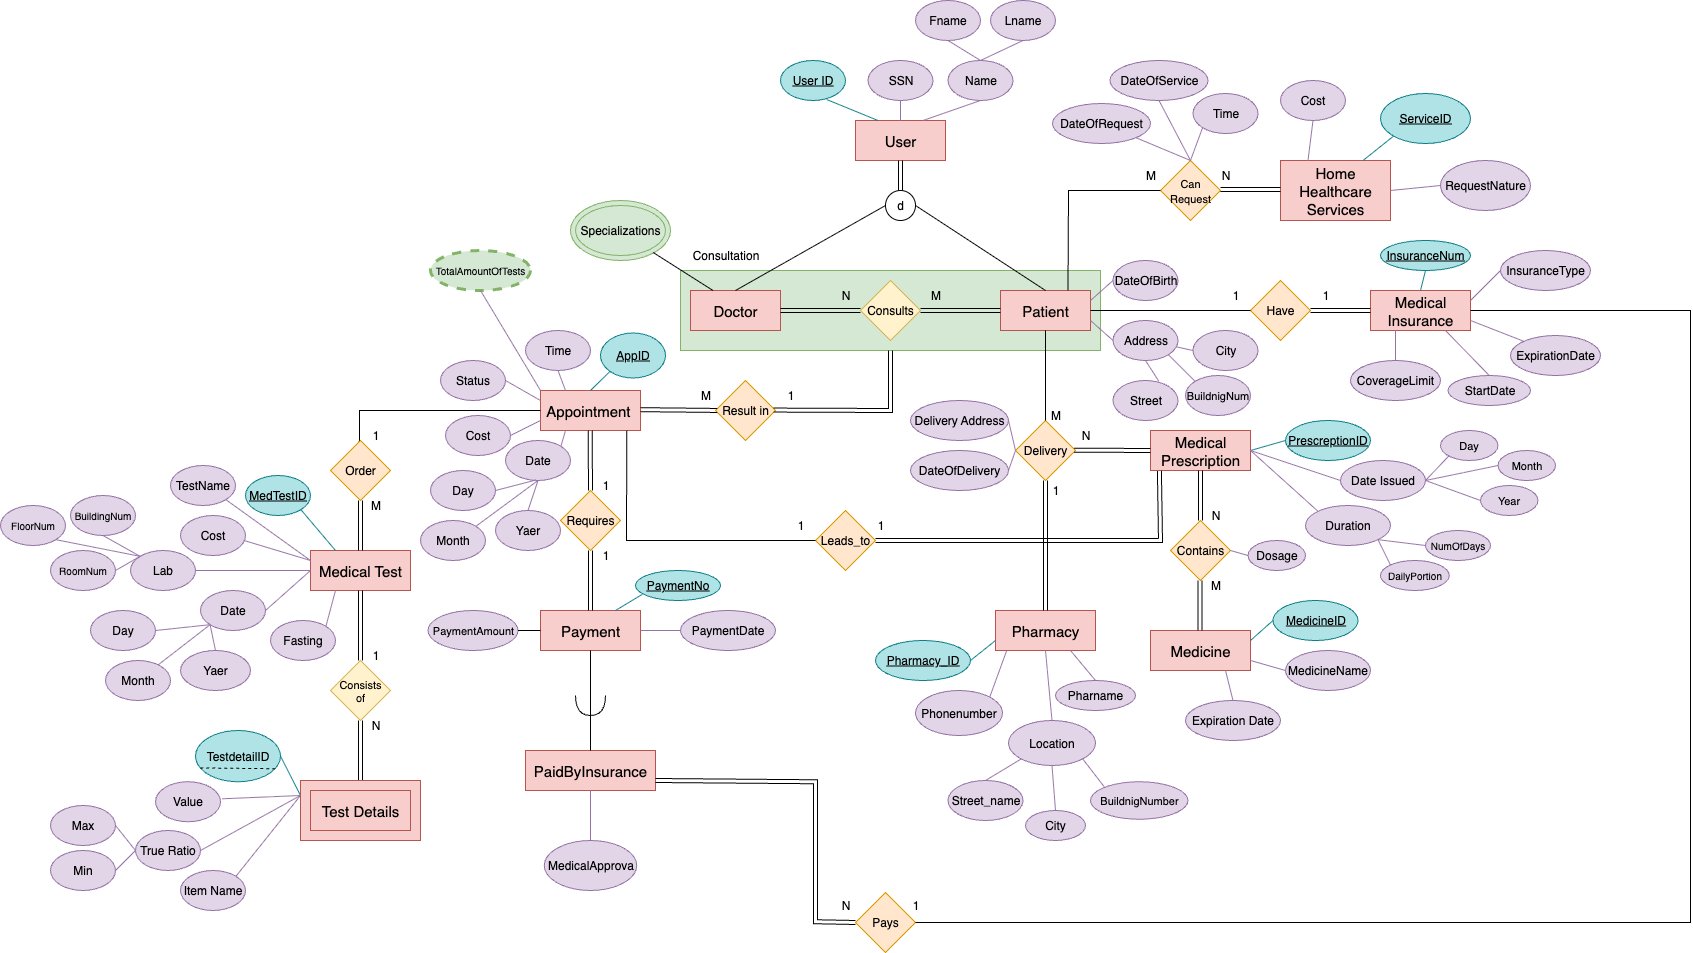 Fname
Lname
User ID
SSN
Name
User
d
DateOfService
DateOfRequest
Time
Cost
ServiceID
M
Can
Request
N
Home
Healthcare
Services
RequestNature
Specializations
Consultation
TotalAmountOfTests
Doctor
N
Consults
M
Patient
DateOfBirth
Address
City
Street
BuildnigNum
1
Have
1
InsuranceNum
InsuranceType
Medical
Insurance
ExpirationDate
CoverageLimit
StartDate
Time
AppID
Status
Appointment
M
Result in
1
Cost
Date
Day
Month
Yaer
1
Order
M
Requires
1
1
Delivery Address
DateOfDelivery
M
Delivery
N
1
Medical
Prescription
PrescreptionID
Date Issued
Day
Month
Year
Duration
NumOfDays
DailyPortion
1
Leads_to
1
N
Contains
M
Dosage
TestName
MedTestID
BuildingNum
FloorNum
Cost
RoomNum
Lab
Medical Test
Date
Day
Month
Yaer
Fasting
1
Consists
of
N
TestdetailID
Value
Test Details
Max
Min
True Ratio
Item Name
PaymentNo
PaymentAmount
Payment
PaymentDate
PaidByInsurance
MedicalApprova
Pharmacy
Pharmacy_ID
Phonenumber
Pharname
Location
Street_name
City
BuildnigNumber
Medicine
MedicineID
MedicineName
Expiration Date
N
Pays
1